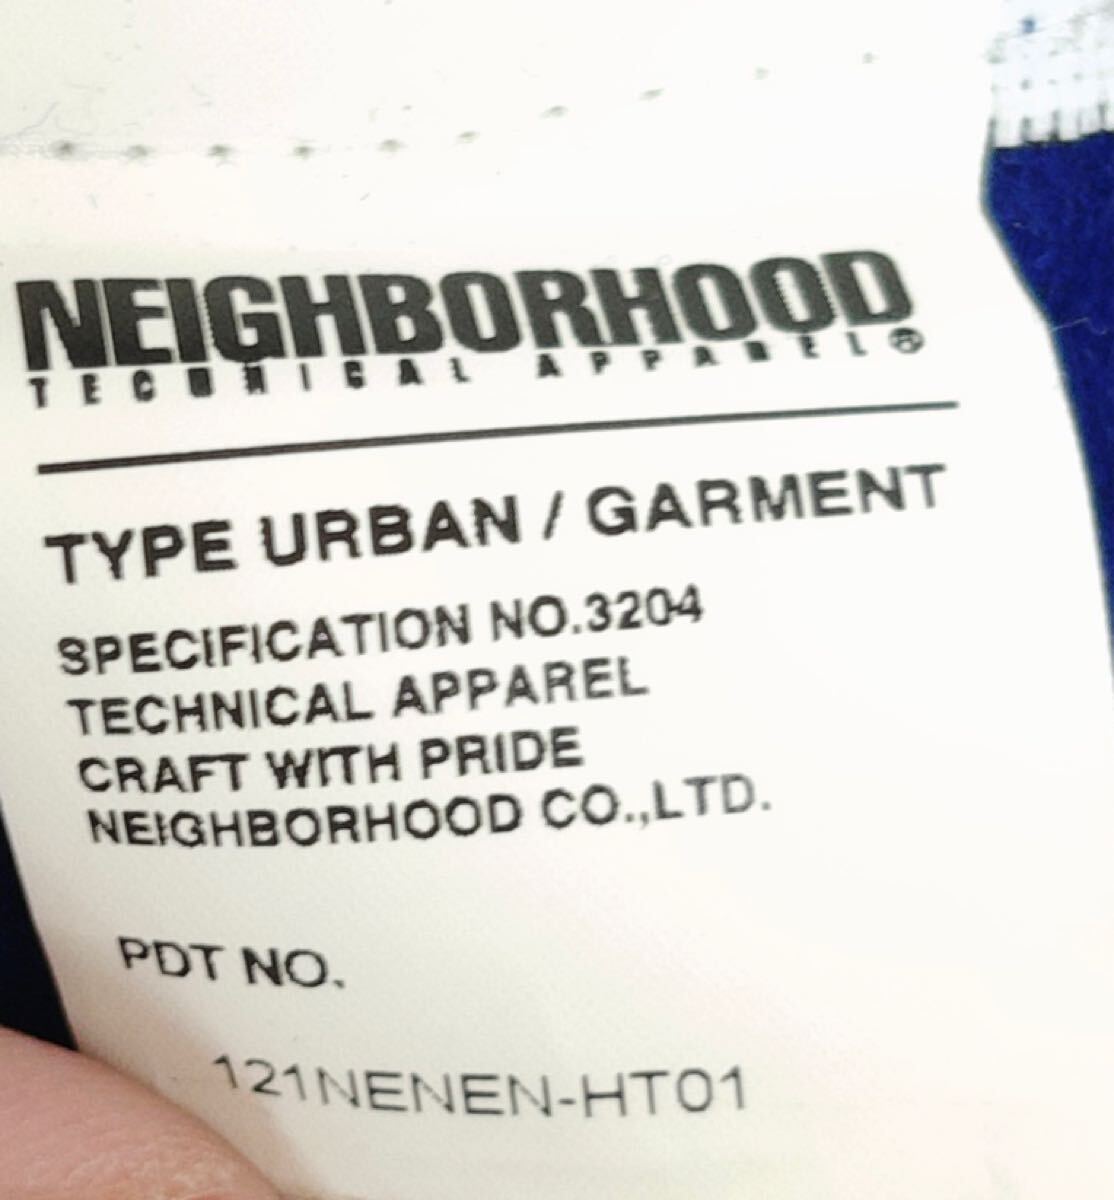 NEIGHBORHOOD
TECHNICAL APPAREL®
TYPE URBAN / GARMENT
SPECIFICATION NO.3204
TECHNICAL APPAREL
CRAFT WITH PRIDE
NEIGHBORHOOD CO.,LTD.
PDT NO.
121NENEN-HT01